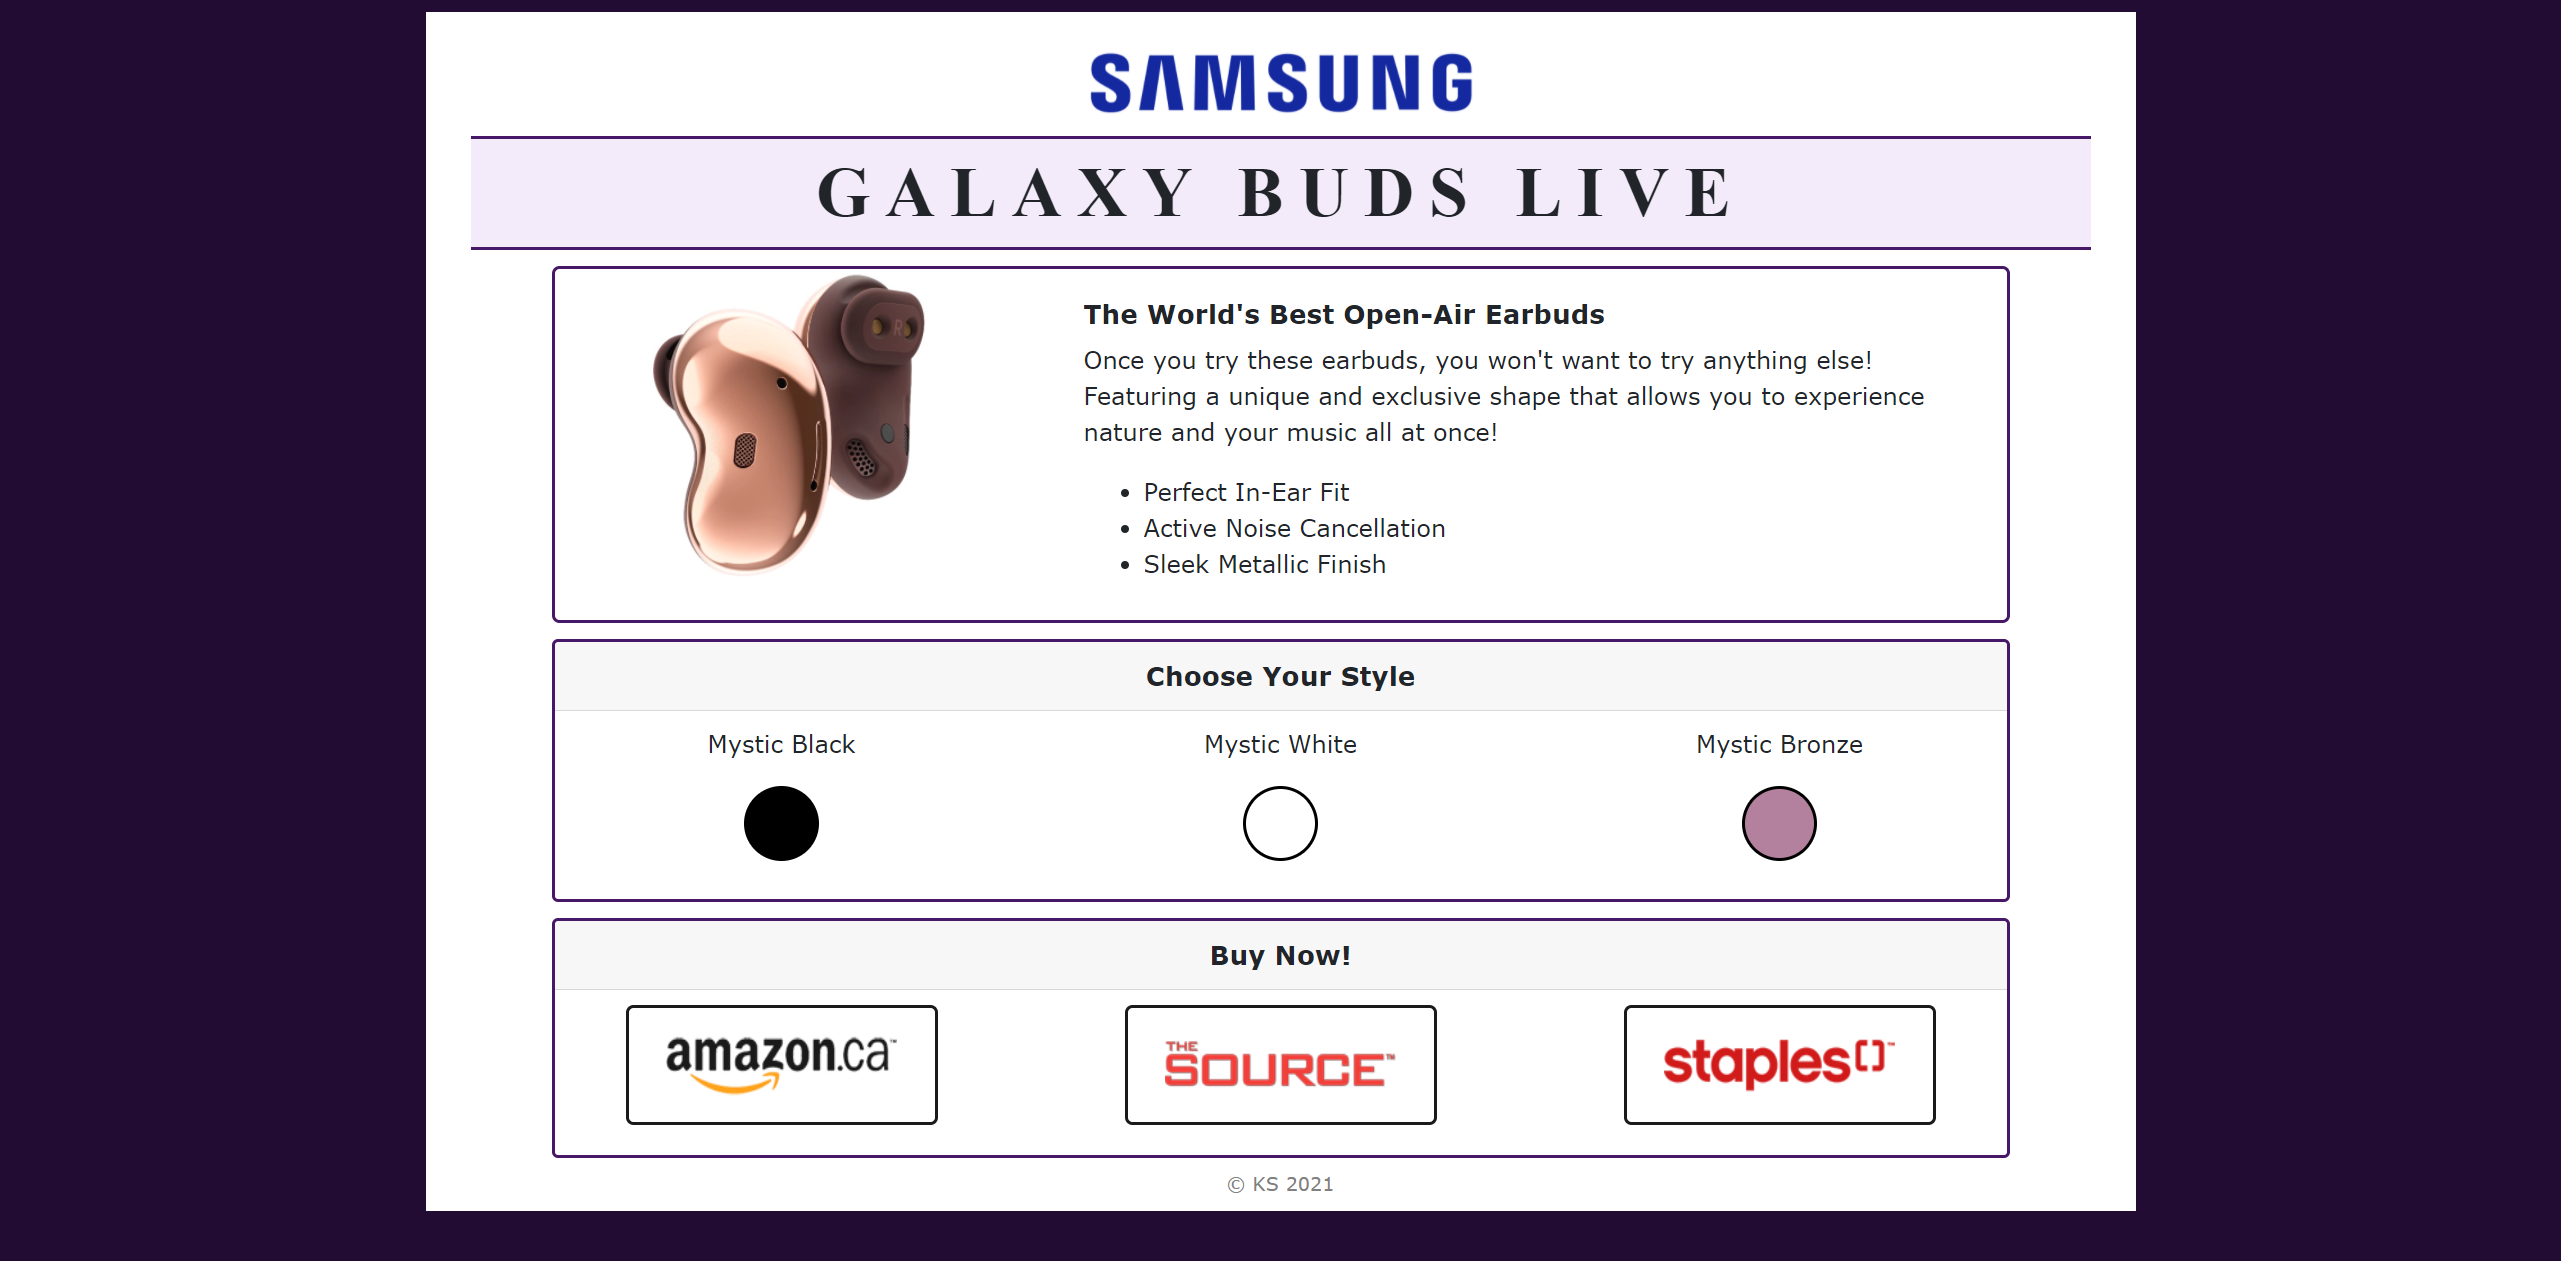 SAMSUNG
GALAXY BUDS LIVE
R
The World's Best Open-Air Earbuds
Once you try these earbuds, you won't want to try anything else!
Featuring a unique and exclusive shape that allows you to experience
nature and your music all at once!
• Perfect In-Ear Fit
• Active Noise Cancellation
• Sleek Metallic Finish
Choose Your Style
Mystic Black
Mystic White
Mystic Bronze
Buy Now!
amazon.ca™
THE
SOURCE™
staples™
© KS 2021